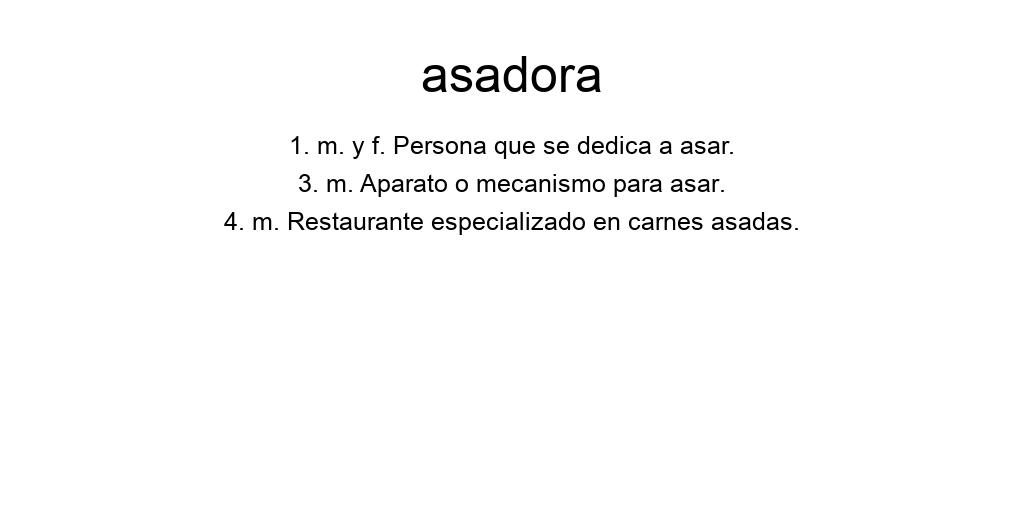 asadora
1. m. y f. Persona que se dedica a asar.
3. m. Aparato o mecanismo para asar.
4. m. Restaurante especializado en carnes asadas.